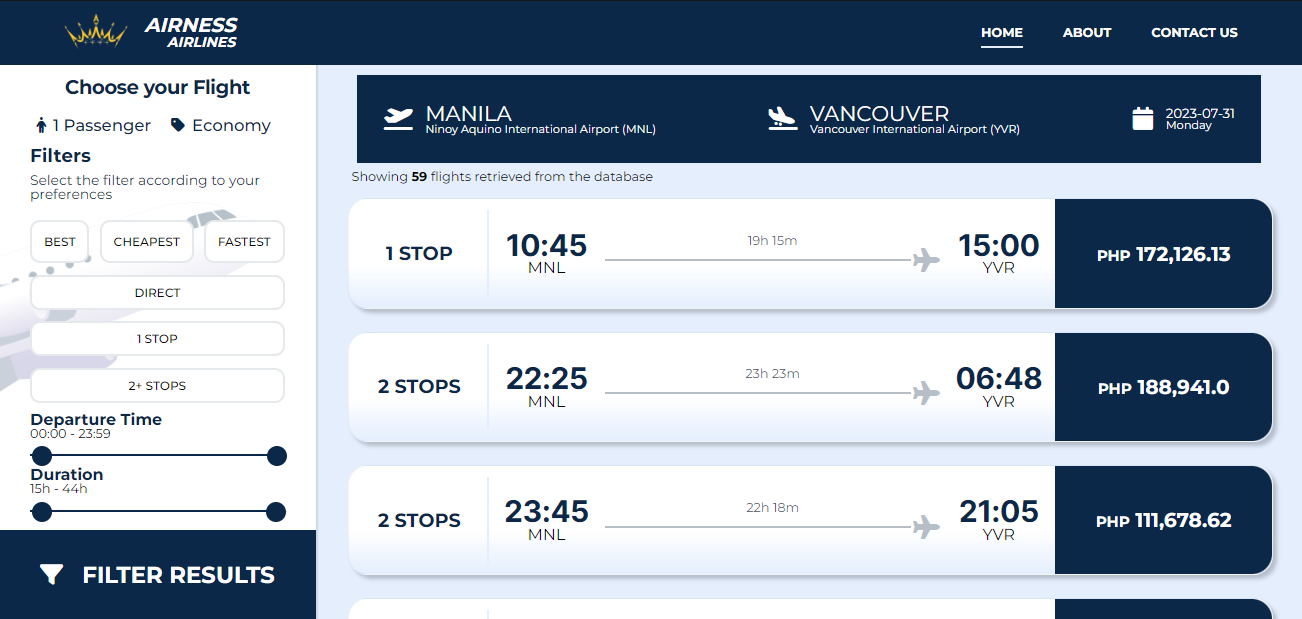 AIRNESS
AIRLINES
HOME ABOUT CONTACT US
Choose your Flight
1 Passenger Economy
Filters
Select the filter according to your
preferences
BEST CHEAPEST FASTEST
DIRECT
1 STOP
2+ STOPS
Departure Time
00:00 - 23:59
Duration
15h - 44h
FILTER RESULTS
MANILA
Ninoy Aquino International Airport (MNL)
VANCOUVER
Vancouver International Airport (YVR)
2023-07-31
Monday
Showing 59 flights retrieved from the database
1 STOP
10:45
MNL
19h 15m
15:00
YVR
PHP 172,126.13
2 STOPS
22:25
MNL
23h 23m
06:48
YVR
PHP 188,941.0
2 STOPS
23:45
MNL
22h 18m
21:05
YVR
PHP 111,678.62